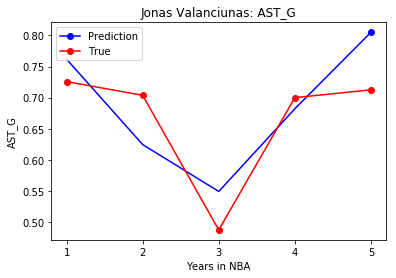 Jonas Valanciunas: AST_G
Prediction
True
0.80
0.75
0.70
0.65
0.60
0.55
0.50
AST_G
1 2 3 4 5
Years in NBA